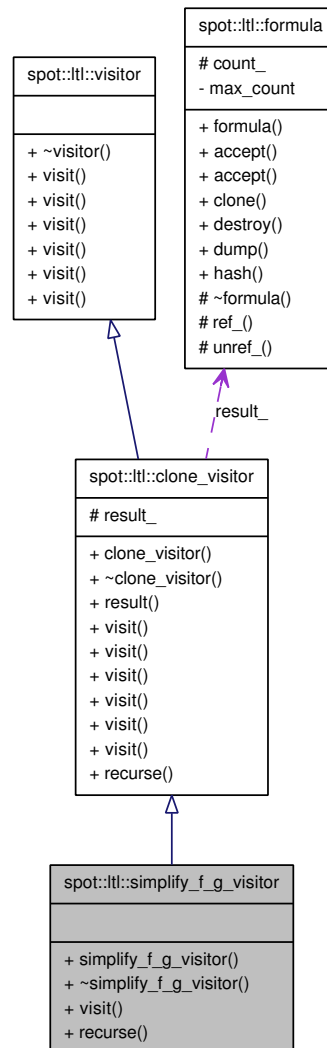 spot::ltl::visitor
+ ~visitor()
+ visit()
+ visit()
+ visit()
+ visit()
+ visit()
+ visit()
spot::ltl::formula
# count_
- max_count
+ formula()
+ accept()
+ accept()
+ clone()
+ destroy()
+ dump()
+ hash()
# ~formula()
# ref_()
# unref_()
result_
spot::ltl::clone_visitor
# result_
+ clone_visitor()
+ ~clone_visitor()
+ result()
+ visit()
+ visit()
+ visit()
+ visit()
+ visit()
+ visit()
+ recurse()
spot::ltl::simplify_f_g_visitor
+ simplify_f_g_visitor()
+ ~simplify_f_g_visitor()
+ visit()
+ recurse()